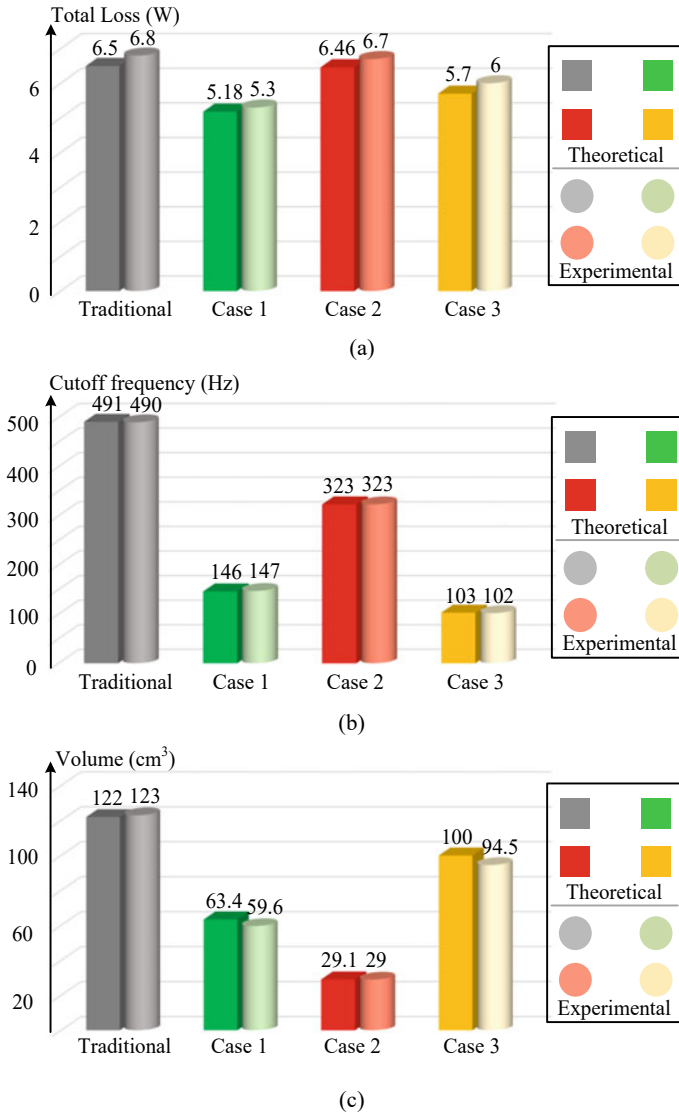 Total Loss (W)
6.5 6.8
5.18 5.3
6.46 6.7
5.7 6
6
4
2
0
Traditional Case 1 Case 2 Case 3
Theoretical
Experimental
(a)
Cutoff frequency (Hz)
491 490
146 147
323 323
103 102
500
400
300
200
100
0
Traditional Case 1 Case 2 Case 3
Theoretical
Experimental
(b)
Volume (cm³)
122 123
63.4 59.6
29.1 29
100 94.5
140
100
60
20
Traditional Case 1 Case 2 Case 3
Theoretical
Experimental
(c)